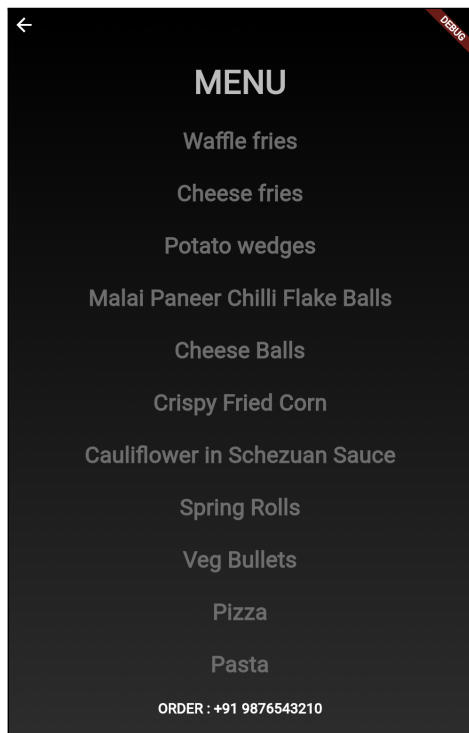 DEBUG
MENU
Waffle fries
Cheese fries
Potato wedges
Malai Paneer Chilli Flake Balls
Cheese Balls
Crispy Fried Corn
Cauliflower in Schezuan Sauce
Spring Rolls
Veg Bullets
Pizza
Pasta
ORDER : +91 9876543210